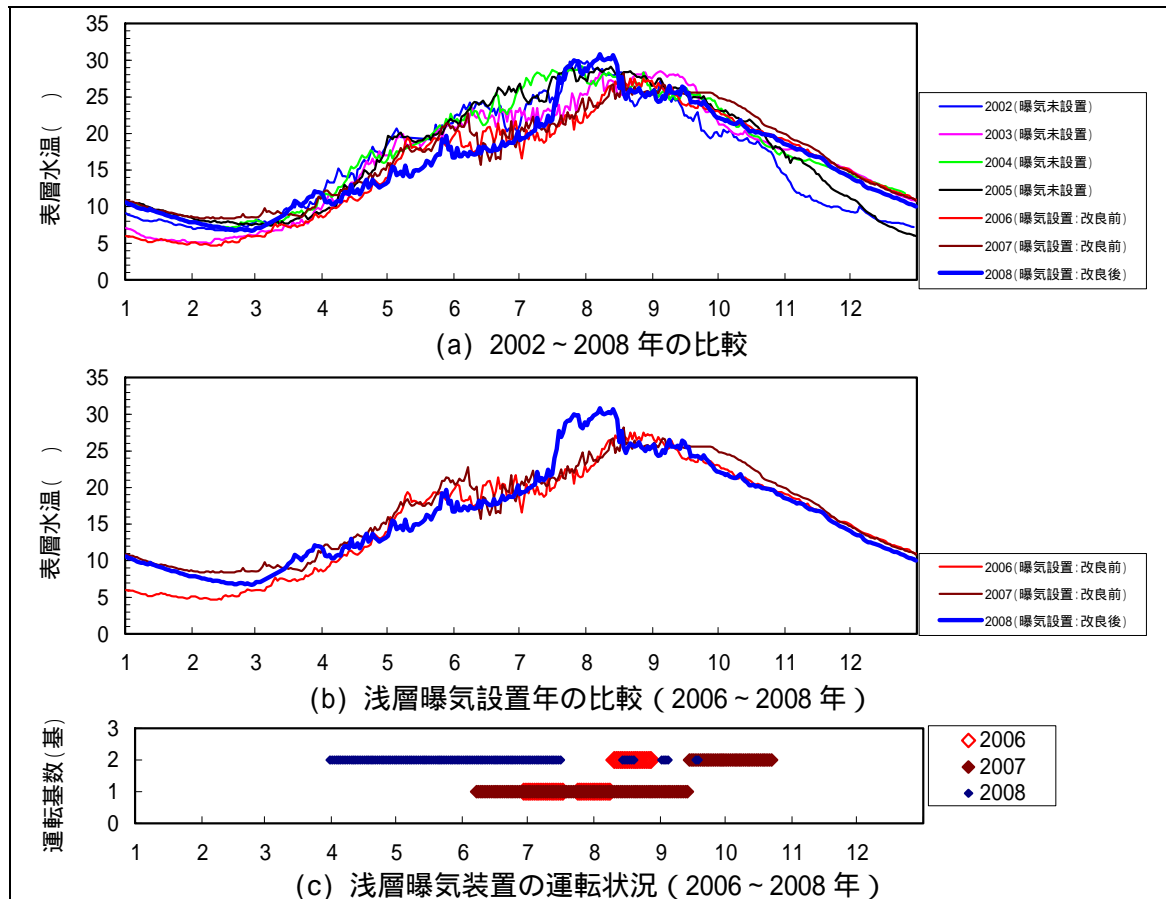 表層水温( )
35
30
25
20
15
10
5
0
1 2 3 4 5 6 7 8 9 10 11 12
2002(曝気未設置)
2003(曝気未設置)
2004(曝気未設置)
2005(曝気未設置)
2006(曝気設置:改良前)
2007(曝気設置:改良前)
2008(曝気設置:改良後)
(a) 2002~2008 年の比較
表層水温( )
35
30
25
20
15
10
5
0
1 2 3 4 5 6 7 8 9 10 11 12
2006(曝気設置:改良前)
2007(曝気設置:改良前)
2008(曝気設置:改良後)
(b) 浅層曝気設置年の比較(2006~2008 年)
運転基数(基)
3
2
1
0
1 2 3 4 5 6 7 8 9 10 11 12
2006
2007
2008
(c) 浅層曝気装置の運転状況(2006~2008 年)